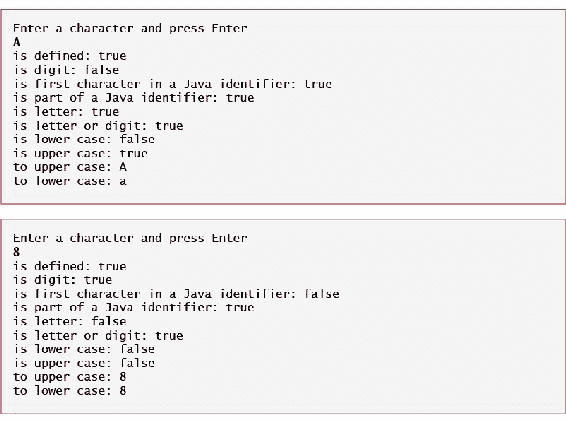 Enter a character and press Enter
A
is defined: true
is digit: false
is first character in a Java identifier: true
is part of a Java identifier: true
is letter: true
is letter or digit: true
is lower case: false
is upper case: true
to upper case: A
to lower case: a
Enter a character and press Enter
8
is defined: true
is digit: true
is first character in a Java identifier: false
is part of a Java identifier: true
is letter: false
is letter or digit: true
is lower case: false
is upper case: false
to upper case: 8
to lower case: 8